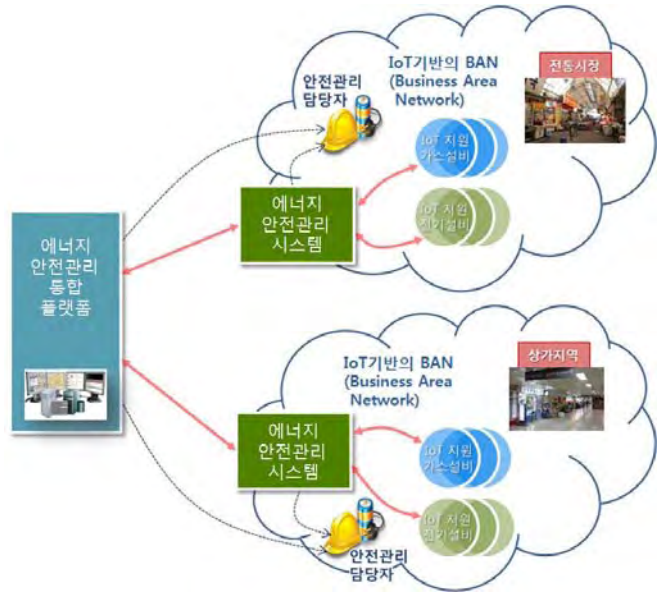 에너지
안전관리
통합
플랫폼
안전관리
담당자
IoT기반의 BAN
(Business Area
Network)
전통시장
IoT 지원
가스설비
IoT 지원
전기설비
에너지
안전관리
시스템
IoT기반의 BAN
(Business Area
Network)
상가지역
에너지
안전관리
시스템
IoT 지원
가스설비
IoT 지원
전기설비
안전관리
담당자